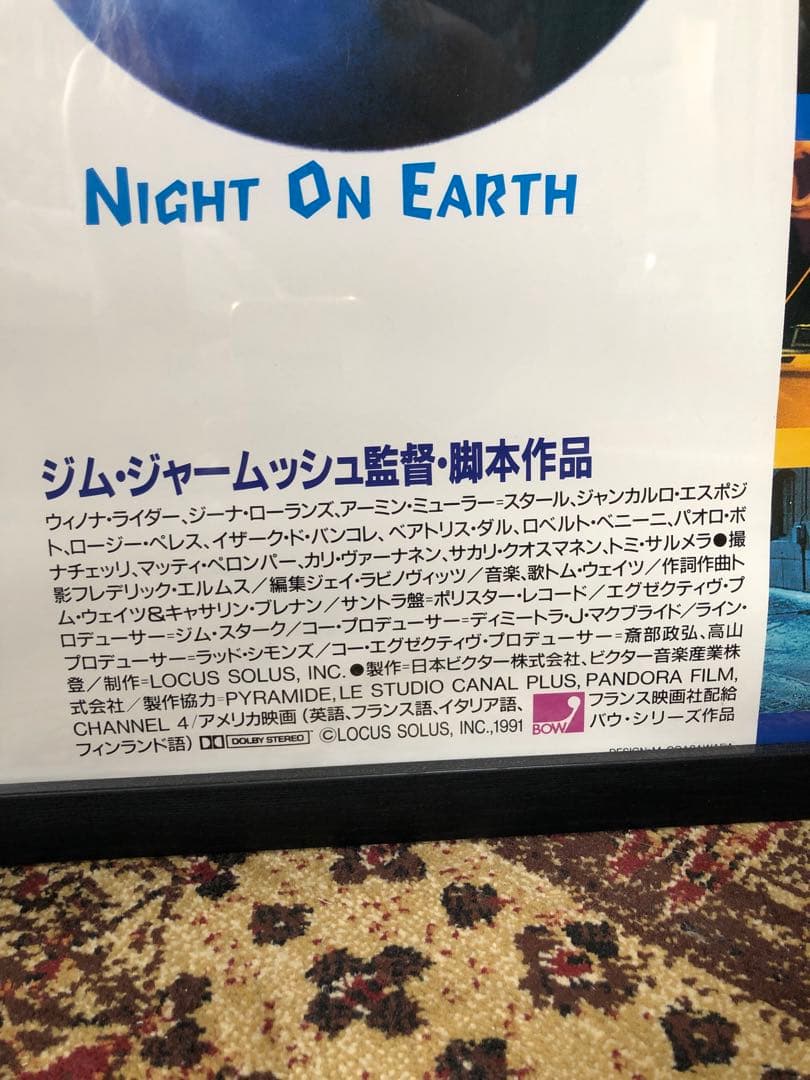 NIGHT ON EARTH
ジム・ジャームッシュ監督・脚本作品
ウィノナ・ライダー、ジーナ・ローランズ、アーミン・ミューラー=スタール、ジャンカルロ・エスポジ
ト、ロージー・ペレス、イザーク・ド・バンコレ、ベアトリス・ダル、ロベルト・ベニーニ、パオロ・ボ
ナチェッリ、マッティ・ペロンパー、カリ・ヴァーナネン、サカリ・クオスマネン、トミ・サルメラ●撮
影フレデリック・エルムス/編集ジェイ・ラビノヴィッツ/音楽、歌トム・ウェイツ/作詞作曲ト
ム・ウェイツ&キャサリン・ブレナン/サントラ盤=ポリスター・レコード/エグゼクティヴ・プ
ロデューサー=ジム・スターク/コー・プロデューサー=ディミートラ・J・マクブライド/ライン・
プロデューサー=ラッド・シモンズ/コー・エグゼクティヴ・プロデューサー=斎部政弘、高山
登/制作=LOCUS SOLUS, INC.●製作=日本ビクター株式会社、ビクター音楽産業株
式会社/製作協力=PYRAMIDE, LE STUDIO CANAL PLUS, PANDORA FILM,
CHANNEL 4/アメリカ映画(英語、フランス語、イタリア語、
フィンランド語) DOLBY STEREO ©LOCUS SOLUS, INC., 1991
BOW
フランス映画社配給
バウ・シリーズ作品